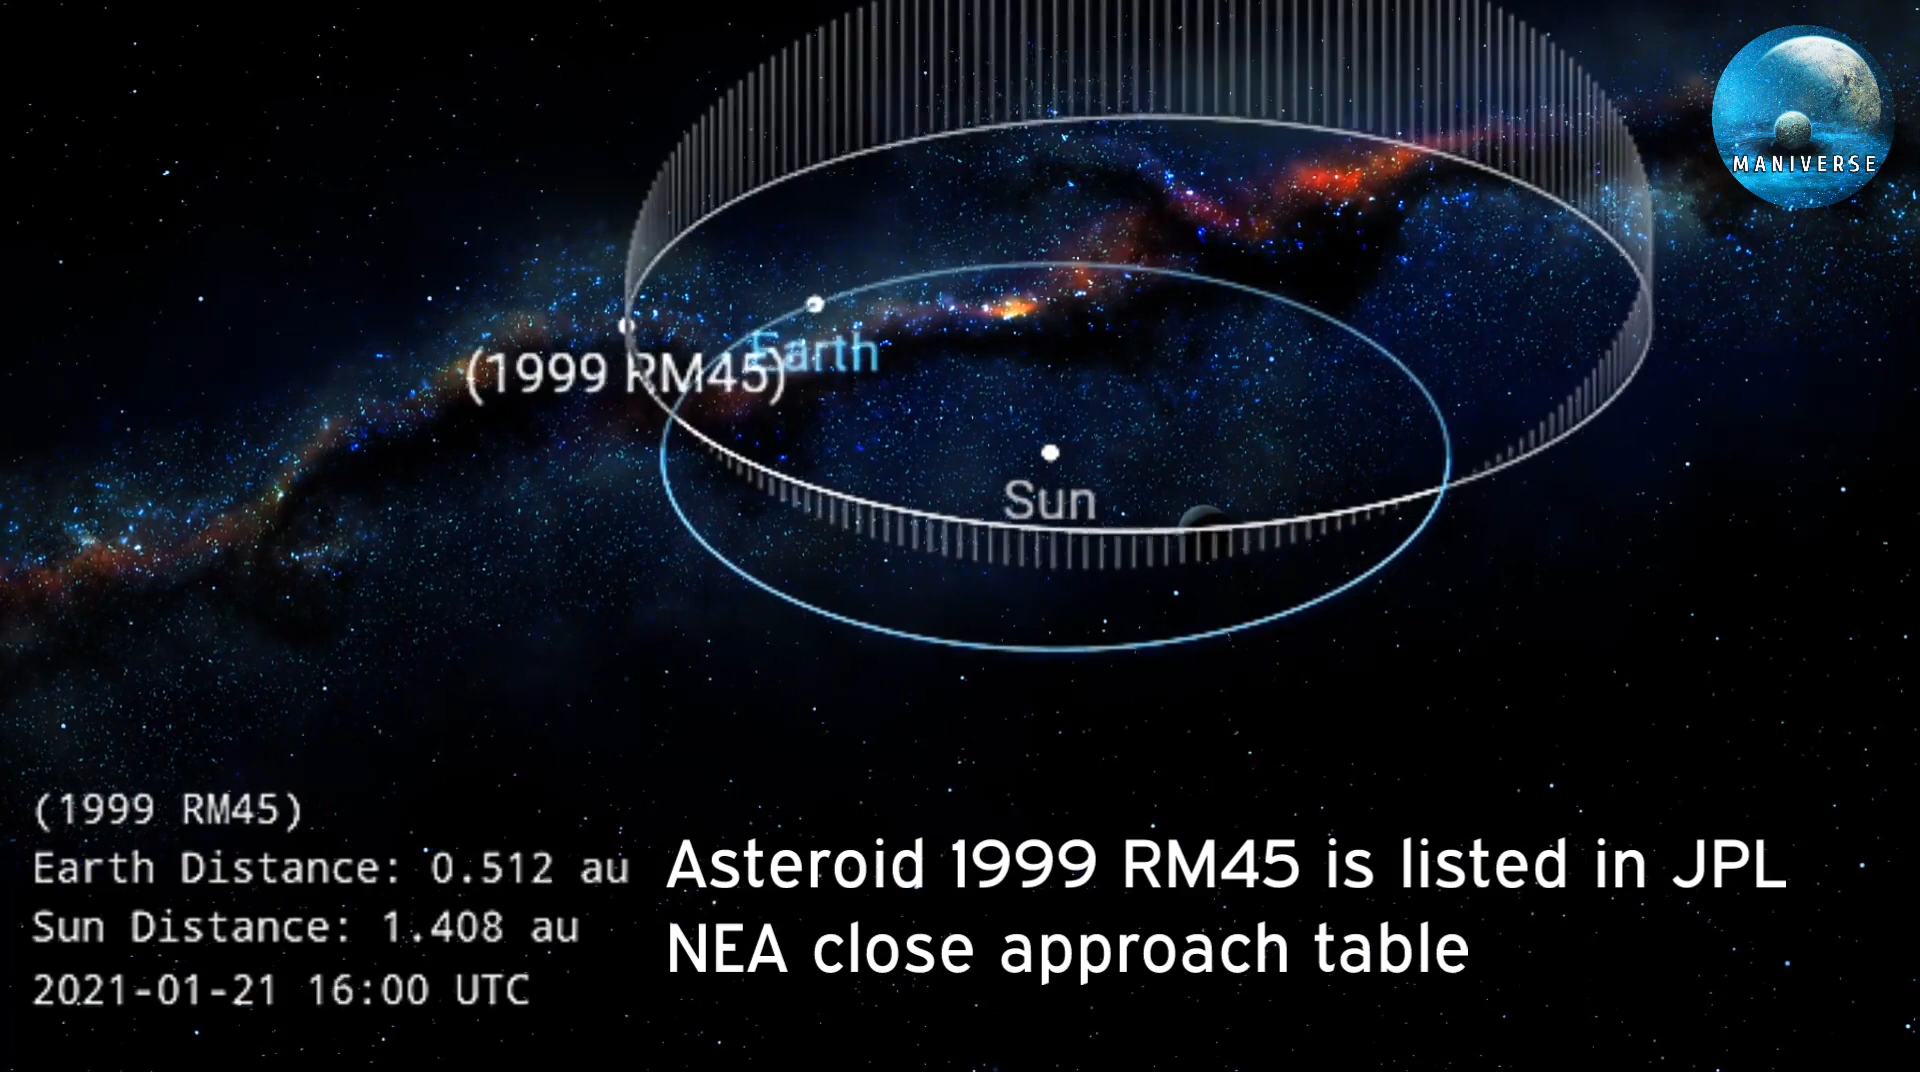 MANIVERSE
Earth
(1999 RM45)
Sun
(1999 RM45)
Earth Distance: 0.512 au
Sun Distance: 1.408 au
2021-01-21 16:00 UTC
Asteroid 1999 RM45 is listed in JPL
NEA close approach table